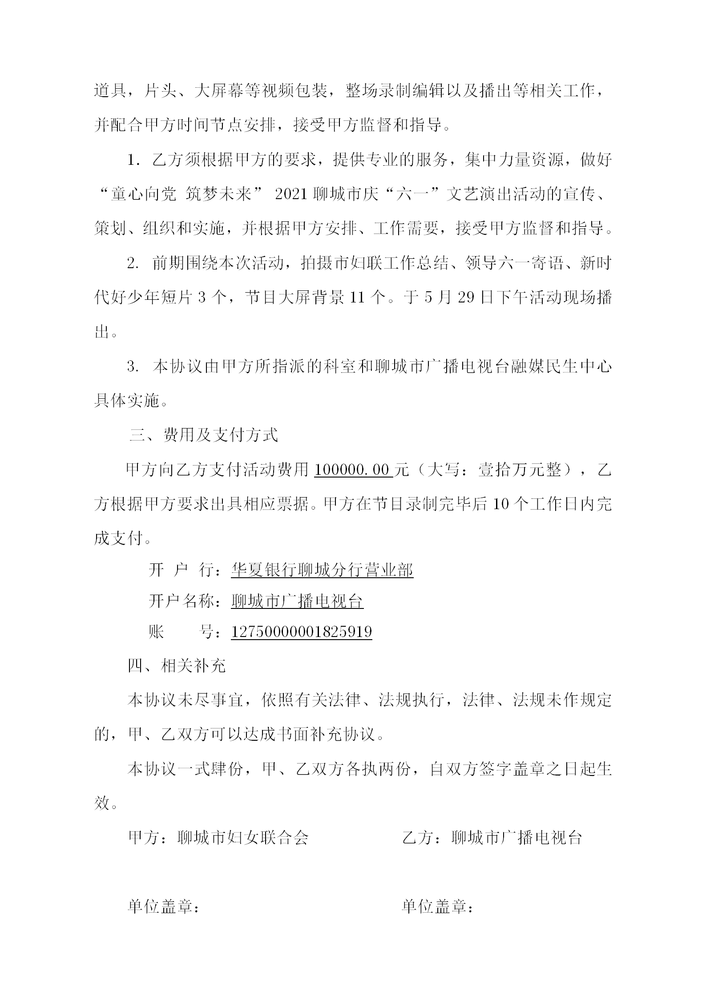 道具，片头、大屏幕等视频包装，整场录制编辑以及播出等相关工作，
并配合甲方时间节点安排，接受甲方监督和指导。
1. 乙方须根据甲方的要求，提供专业的服务，集中力量资源，做好
“童心向党 筑梦未来” 2021 聊城市庆“六一”文艺演出活动的宣传、
策划、组织和实施，并根据甲方安排、工作需要，接受甲方监督和指导。
2. 前期围绕本次活动，拍摄市妇联工作总结、领导六一寄语、新时
代好少年短片 3 个，节目大屏背景 11 个。于 5 月 29 日下午活动现场播
出。
3. 本协议由甲方所指派的科室和聊城市广播电视台融媒民生中心
具体实施。
三、费用及支付方式
甲方向乙方支付活动费用 100000.00 元（大写：壹拾万元整），乙
方根据甲方要求出具相应票据。甲方在节目录制完毕后 10 个工作日内完
成支付。
开 户 行：华夏银行聊城分行营业部
开户名称：聊城市广播电视台
账 号：12750000001825919
四、相关补充
本协议未尽事宜，依照有关法律、法规执行，法律、法规未作规定
的，甲、乙双方可以达成书面补充协议。
本协议一式肆份，甲、乙双方各执两份，自双方签字盖章之日起生
效。
甲方：聊城市妇女联合会 乙方：聊城市广播电视台
单位盖章： 单位盖章：